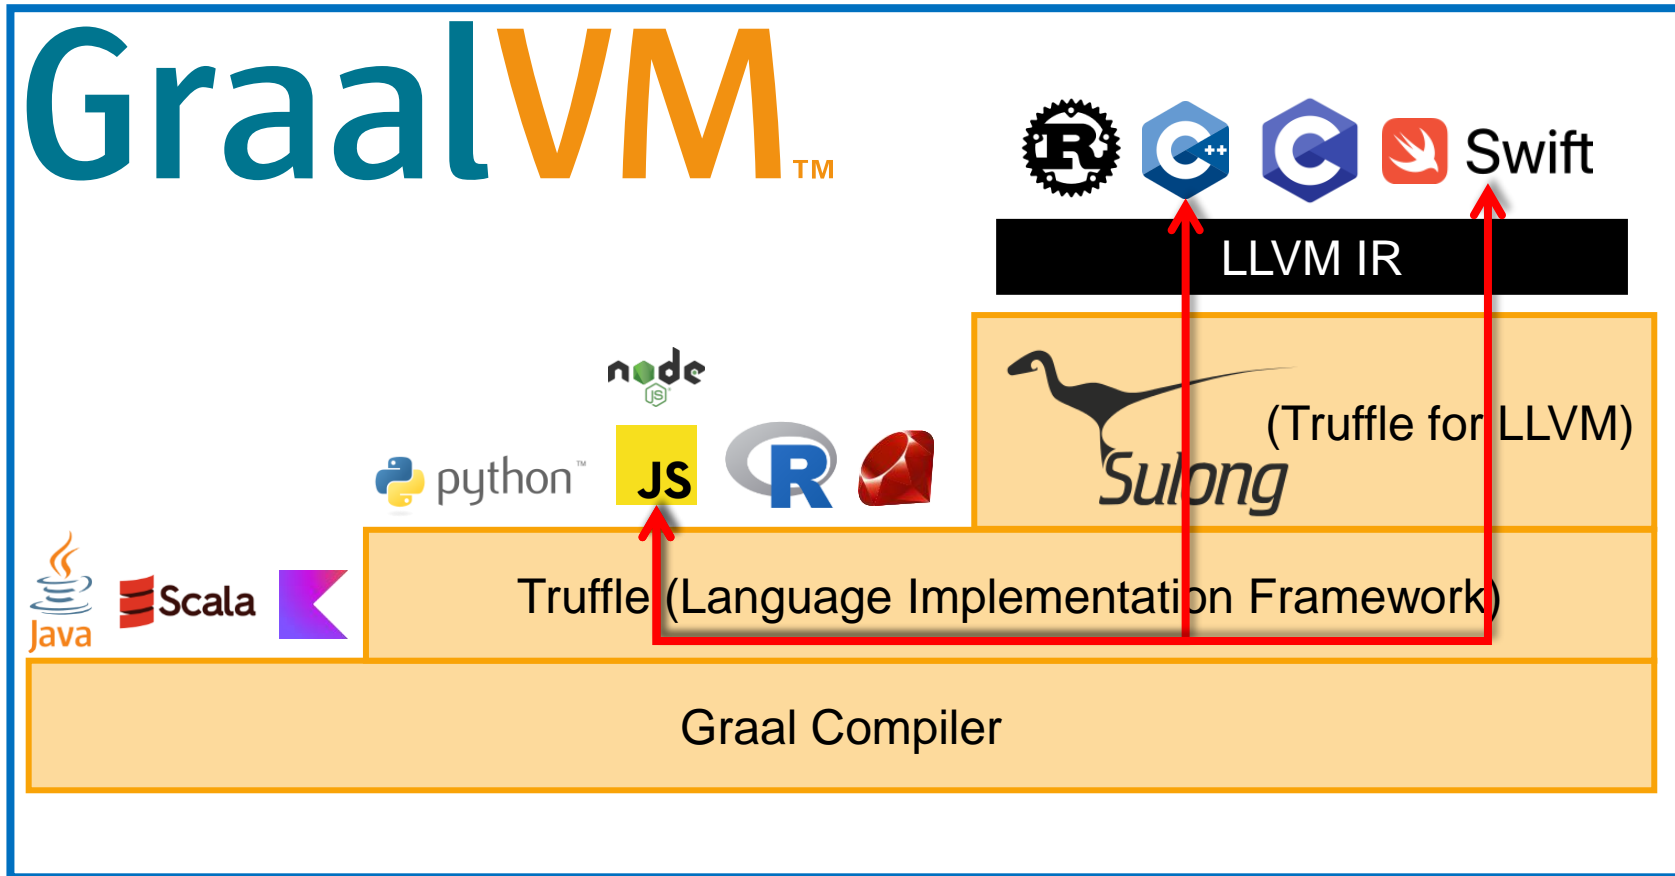 GraalVM™
R C++ C Swift
LLVM IR
node
JS
(Truffle for LLVM)
Sulong
python™
JS
R
Java
Scala
Truffle (Language Implementation Framework)
Graal Compiler